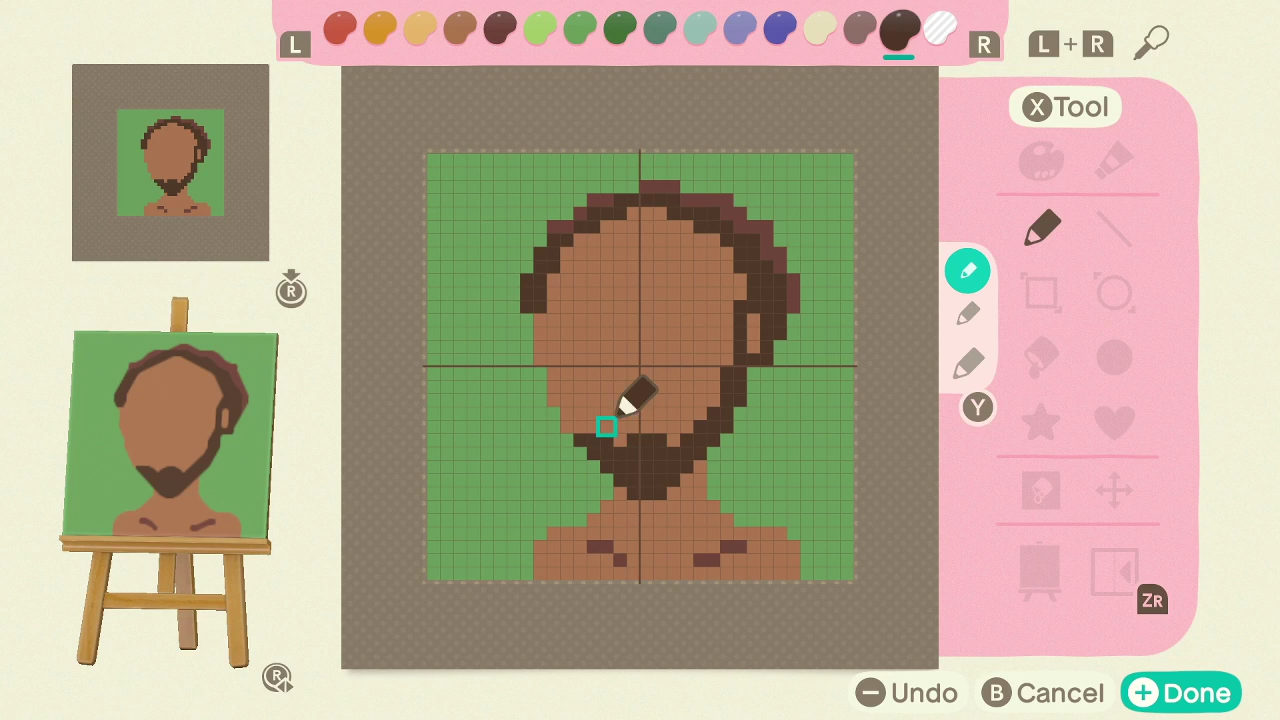 L
R
L + R
X Tool
R
Y
ZR
R
− Undo
B Cancel
+ Done